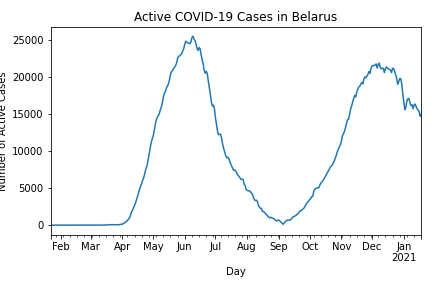 Active COVID-19 Cases in Belarus
25000
20000
15000
10000
5000
0
Number of Active Cases
Feb Mar Apr May Jun Jul Aug Sep Oct Nov Dec Jan
2021
Day